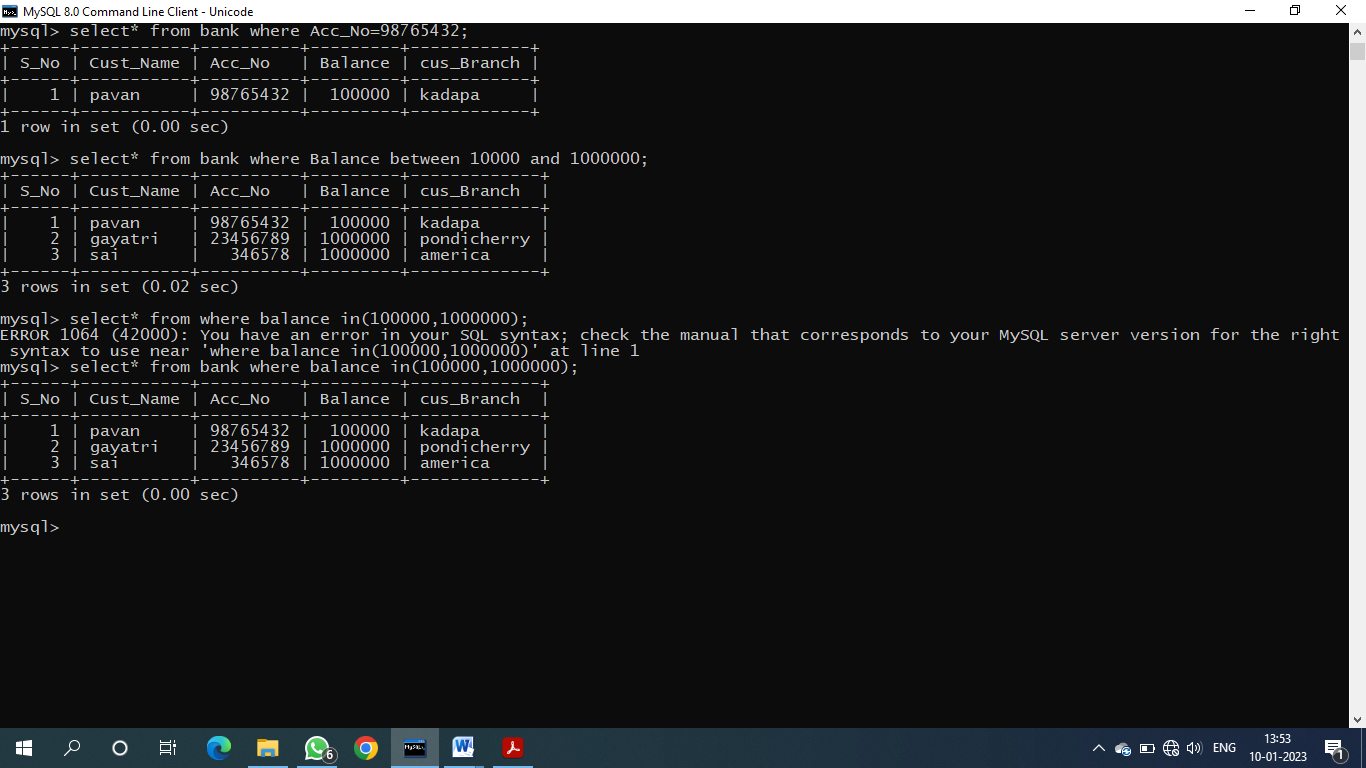 MySQL 8.0 Command Line Client - Unicode
mysql> select* from bank where Acc_No=98765432;
+------+-----------+----------+---------+------------+
| S_No | Cust_Name | Acc_No   | Balance | cus_Branch |
+------+-----------+----------+---------+------------+
|    1 | pavan     | 98765432 |  100000 | kadapa     |
+------+-----------+----------+---------+------------+
1 row in set (0.00 sec)

mysql> select* from bank where Balance between 10000 and 1000000;
+------+-----------+----------+---------+-------------+
| S_No | Cust_Name | Acc_No   | Balance | cus_Branch  |
+------+-----------+----------+---------+-------------+
|    1 | pavan     | 98765432 |  100000 | kadapa      |
|    2 | gayatri   | 23456789 | 1000000 | pondicherry |
|    3 | sai       |   346578 | 1000000 | america     |
+------+-----------+----------+---------+-------------+
3 rows in set (0.02 sec)

mysql> select* from where balance in(100000,1000000);
ERROR 1064 (42000): You have an error in your SQL syntax; check the manual that corresponds to your MySQL server version for the right
 syntax to use near 'where balance in(100000,1000000)' at line 1
mysql> select* from bank where balance in(100000,1000000);
+------+-----------+----------+---------+-------------+
| S_No | Cust_Name | Acc_No   | Balance | cus_Branch  |
+------+-----------+----------+---------+-------------+
|    1 | pavan     | 98765432 |  100000 | kadapa      |
|    2 | gayatri   | 23456789 | 1000000 | pondicherry |
|    3 | sai       |   346578 | 1000000 | america     |
+------+-----------+----------+---------+-------------+
3 rows in set (0.00 sec)

mysql>
6
MySQL
W
ENG
13:53
10-01-2023
1